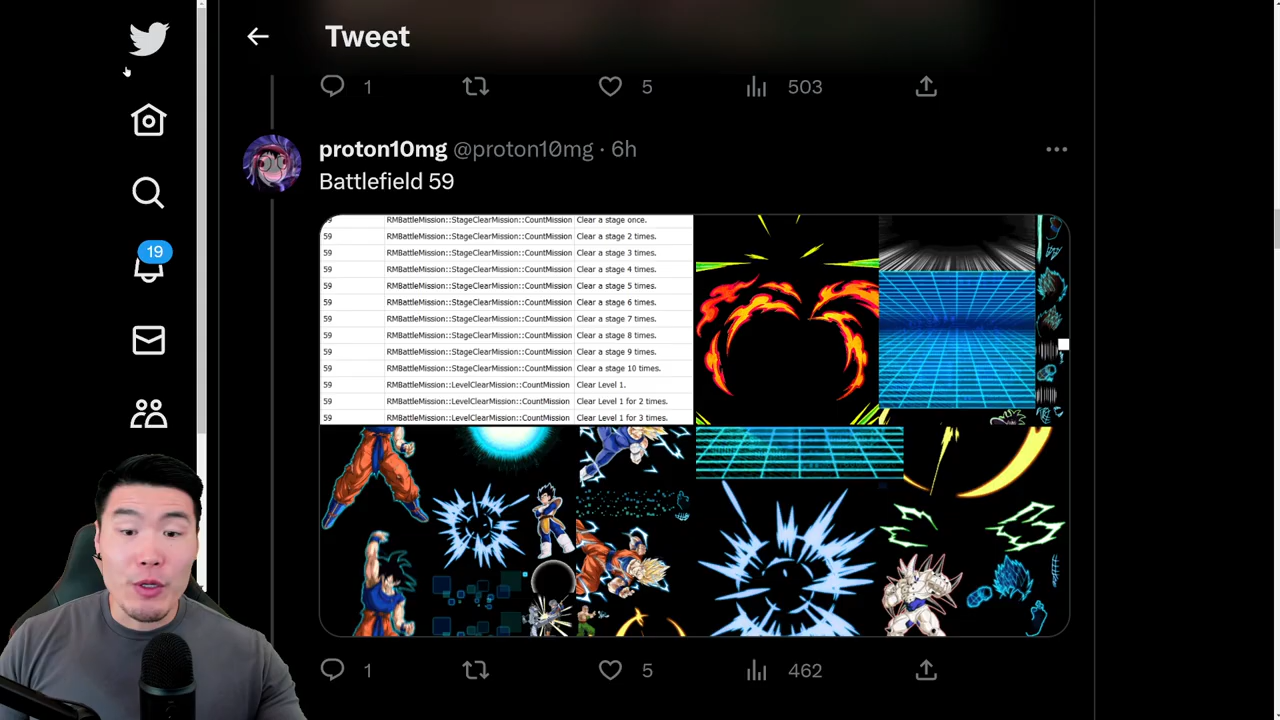 Tweet
1 5 503
19
proton10mg @proton10mg · 6h
Battlefield 59
59 RMBattleMission::StageClearMission::CountMission Clear a stage once.
59 RMBattleMission::StageClearMission::CountMission Clear a stage 2 times.
59 RMBattleMission::StageClearMission::CountMission Clear a stage 3 times.
59 RMBattleMission::StageClearMission::CountMission Clear a stage 4 times.
59 RMBattleMission::StageClearMission::CountMission Clear a stage 5 times.
59 RMBattleMission::StageClearMission::CountMission Clear a stage 6 times.
59 RMBattleMission::StageClearMission::CountMission Clear a stage 7 times.
59 RMBattleMission::StageClearMission::CountMission Clear a stage 8 times.
59 RMBattleMission::StageClearMission::CountMission Clear a stage 9 times.
59 RMBattleMission::StageClearMission::CountMission Clear a stage 10 times.
59 RMBattleMission::LevelClearMission::CountMission Clear Level 1.
59 RMBattleMission::LevelClearMission::CountMission Clear Level 1 for 2 times.
59 RMBattleMission::LevelClearMission::CountMission Clear Level 1 for 3 times.
1 5 462